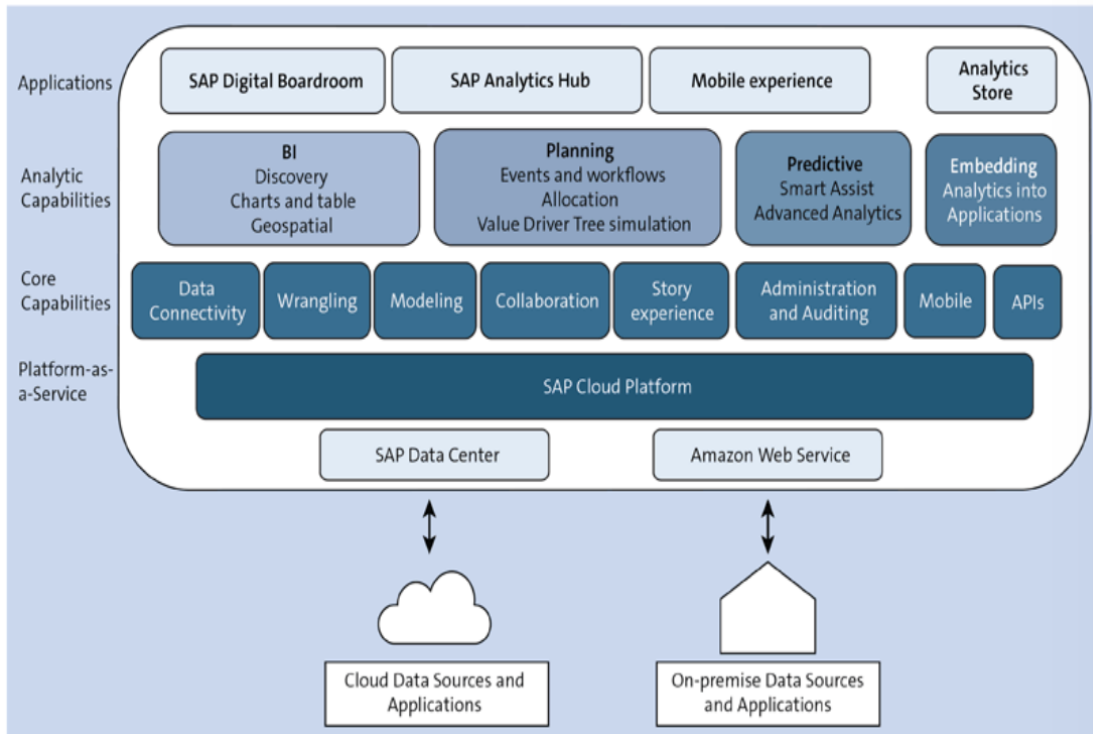 Applications
SAP Digital Boardroom
SAP Analytics Hub
Mobile experience
Analytics
Store
Analytic
Capabilities
BI
Discovery
Charts and table
Geospatial
Planning
Events and workflows
Allocation
Value Driver Tree simulation
Predictive
Smart Assist
Advanced Analytics
Embedding
Analytics into
Applications
Core
Capabilities
Data
Connectivity
Wrangling
Modeling
Collaboration
Story
experience
Administration
and Auditing
Mobile
APIs
Platform-as-
a-Service
SAP Cloud Platform
SAP Data Center
Amazon Web Service
Cloud Data Sources and
Applications
On-premise Data Sources
and Applications